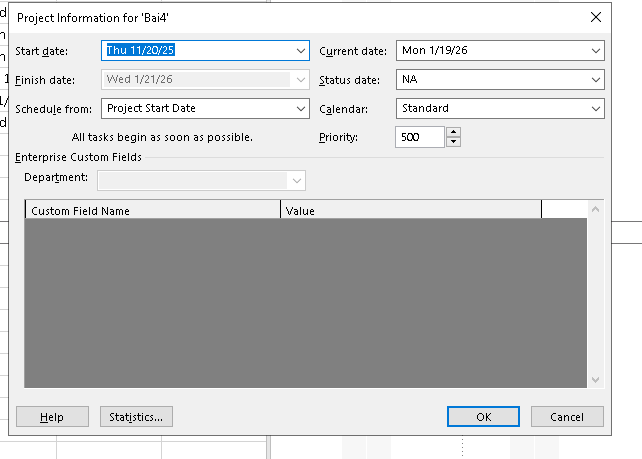 Project Information for 'Bai4'
Start date: Thu 11/20/25 Current date: Mon 1/19/26
Finish date: Wed 1/21/26 Status date: NA
Schedule from: Project Start Date Calendar: Standard
All tasks begin as soon as possible. Priority: 500
Enterprise Custom Fields
Department:
Custom Field Name Value
Help Statistics... OK Cancel